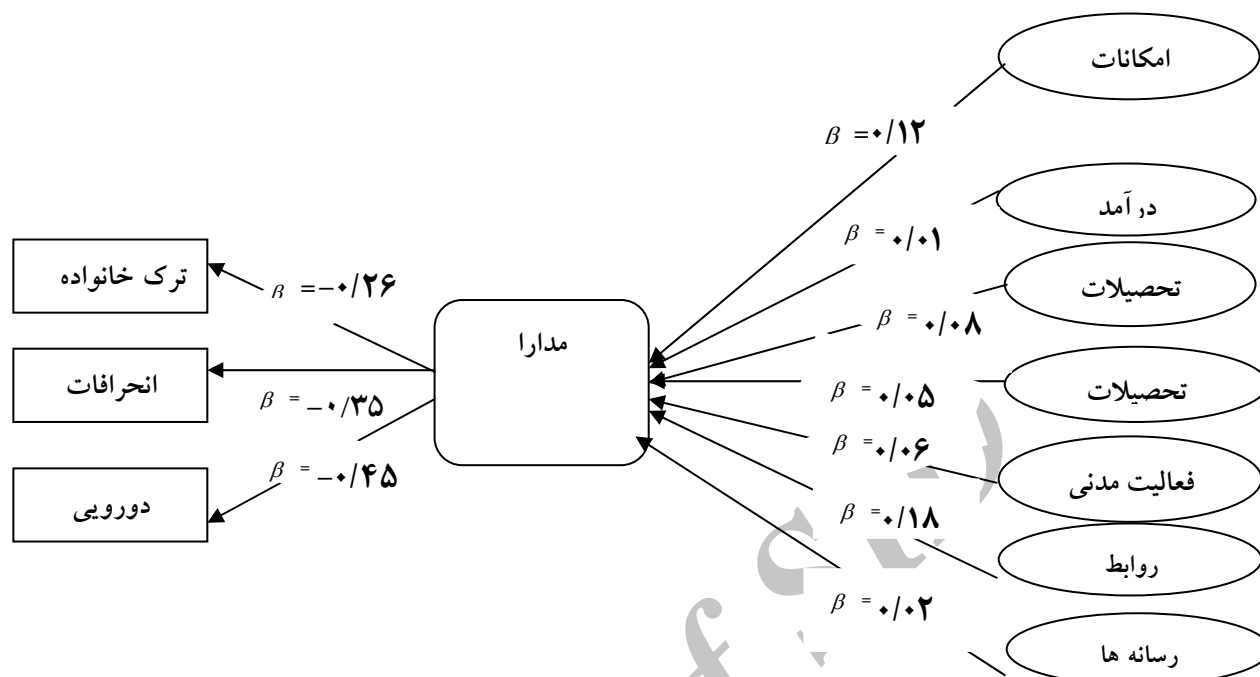 امکانات
β =۰/۱۲
درآمد
β = ۰/۰۱
ترک خانواده
β =-۰/۲۶
تحصیلات
β = ۰/۰۸
مدارا
انحرافات
β = -۰/۳۵
تحصیلات
β = ۰/۰۵
β = ۰/۰۶
دورویی
β = -۰/۴۵
فعالیت مدنی
β = ۰/۱۸
روابط
β = ۰/۰۲
رسانه ها